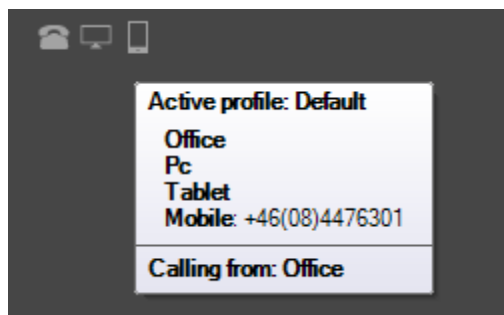 Active profile: Default
Office
Pc
Tablet
Mobile: +46(08)4476301
Calling from: Office